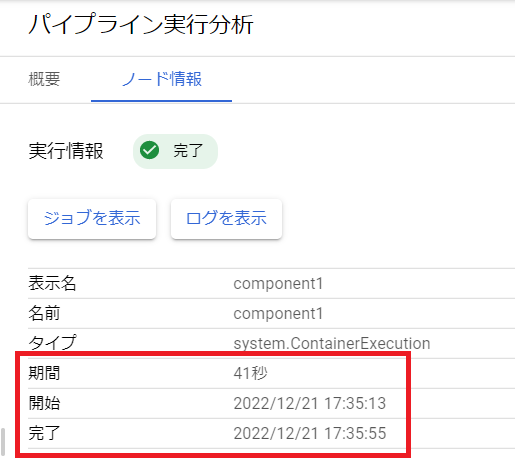 パイプライン実行分析
概要 ノード情報
実行情報 完了
ジョブを表示 ログを表示
表示名 component1
名前 component1
タイプ system.ContainerExecution
期間 41秒
開始 2022/12/21 17:35:13
完了 2022/12/21 17:35:55